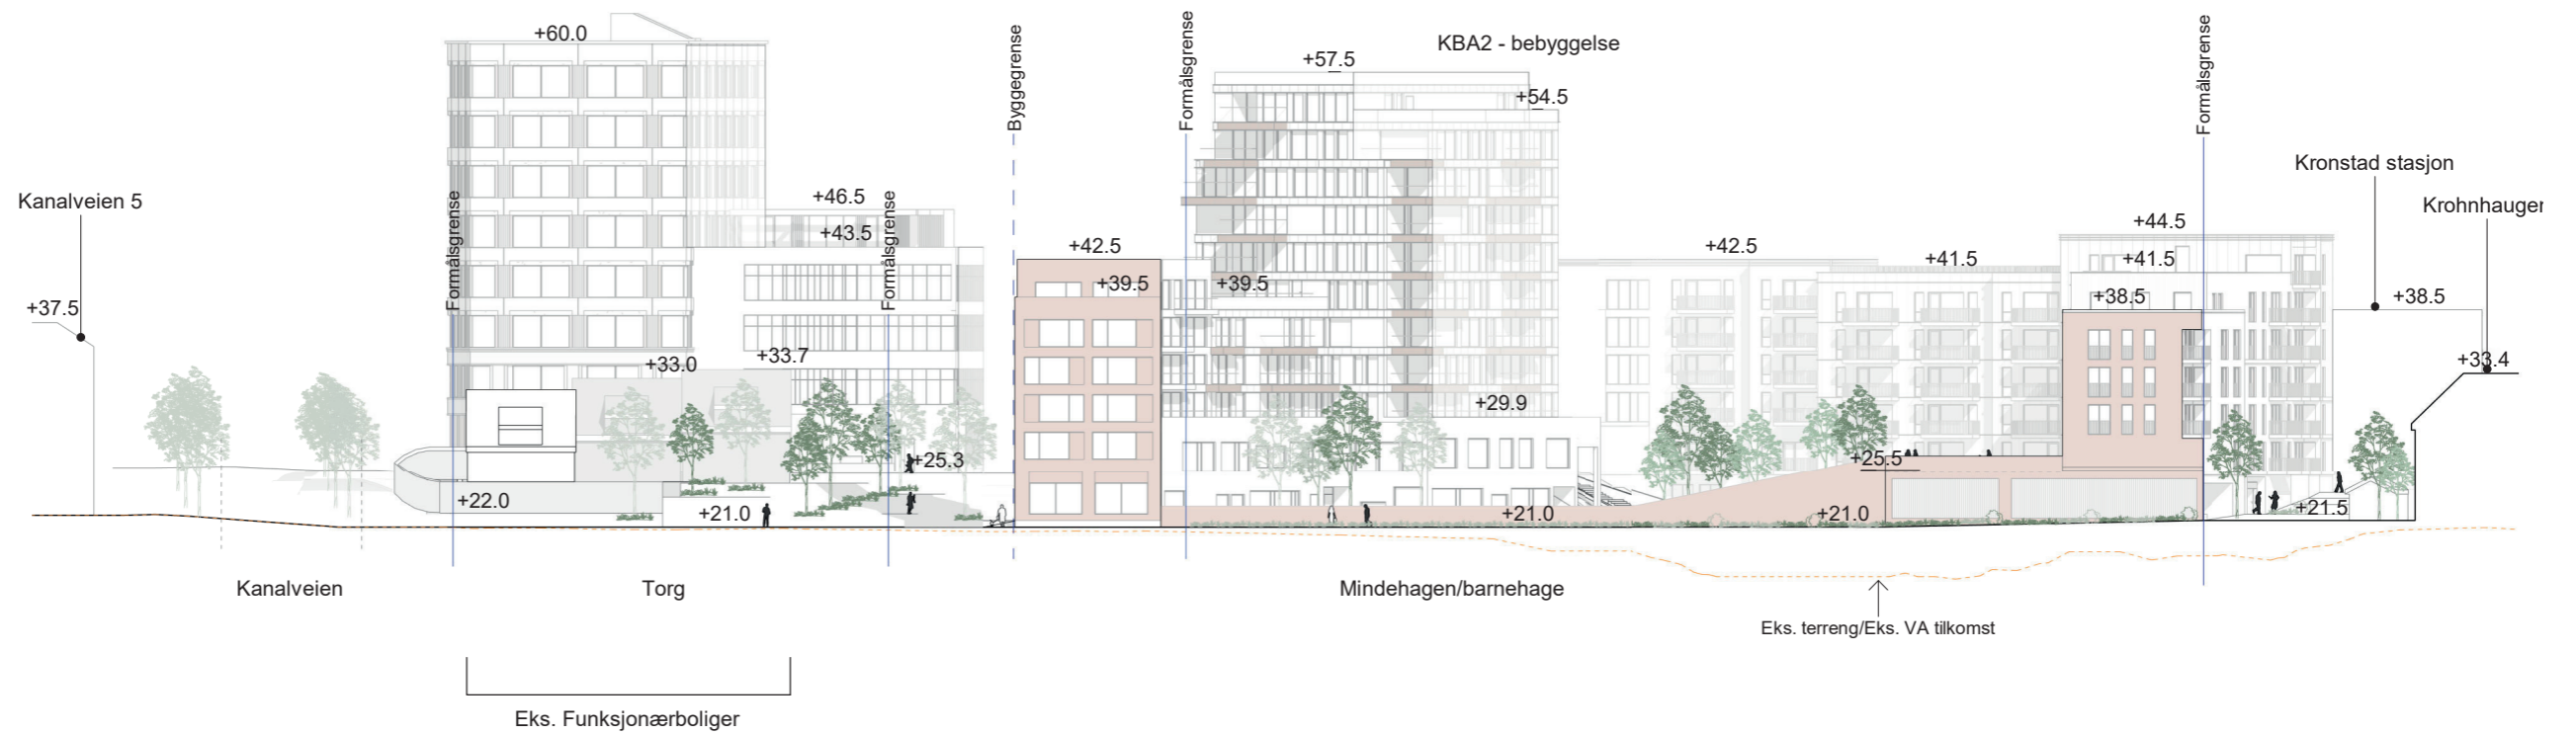 +60.0
Byggegrense
Formålsgrense
KBA2 - bebyggelse
+57.5
+54.5
Formålsgrense
Kronstad stasjon
Kanalveien 5
+46.5
Formålsgrense
Formålsgrense
+43.5
+42.5
+42.5
+44.5
Krohnhaugen
+41.5
+41.5
+39.5
+39.5
+38.5
+38.5
+37.5
+33.0
+33.7
+33.4
+29.9
+25.3
+25.5
+22.0
+21.0
+21.0
+21.0
+21.5
Kanalveien
Torg
Mindehagen/barnehage
Eks. terreng/Eks. VA tilkomst
Eks. Funksjonærboliger